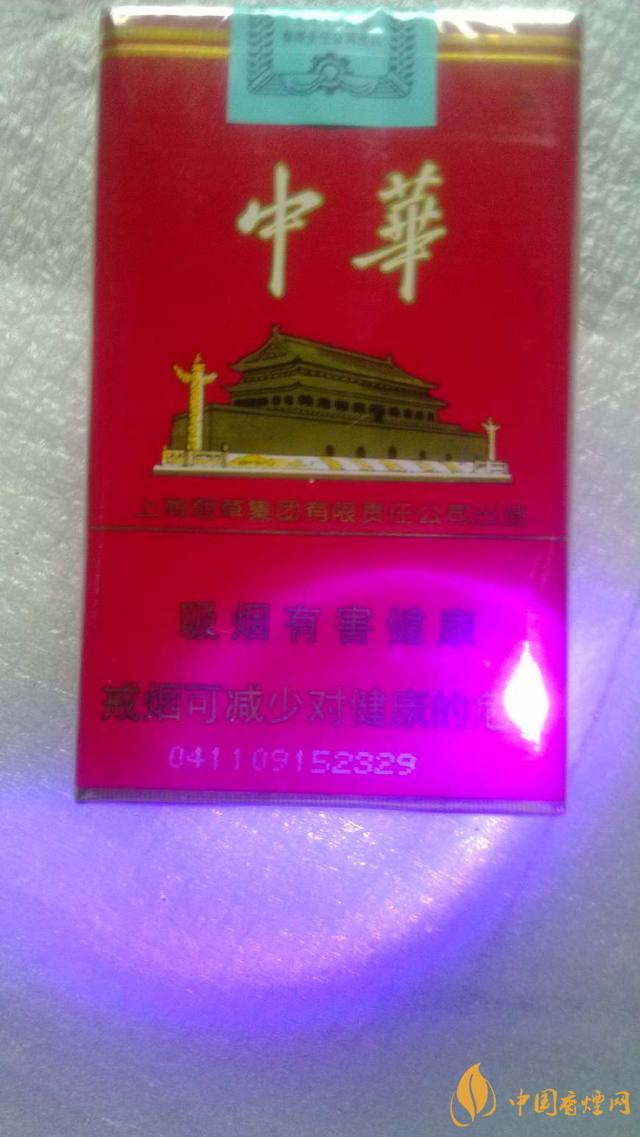 中華
上海烟草集团有限责任公司出品
吸烟有害健康
戒烟可减少对健康的危
041109152329
中国香烟网